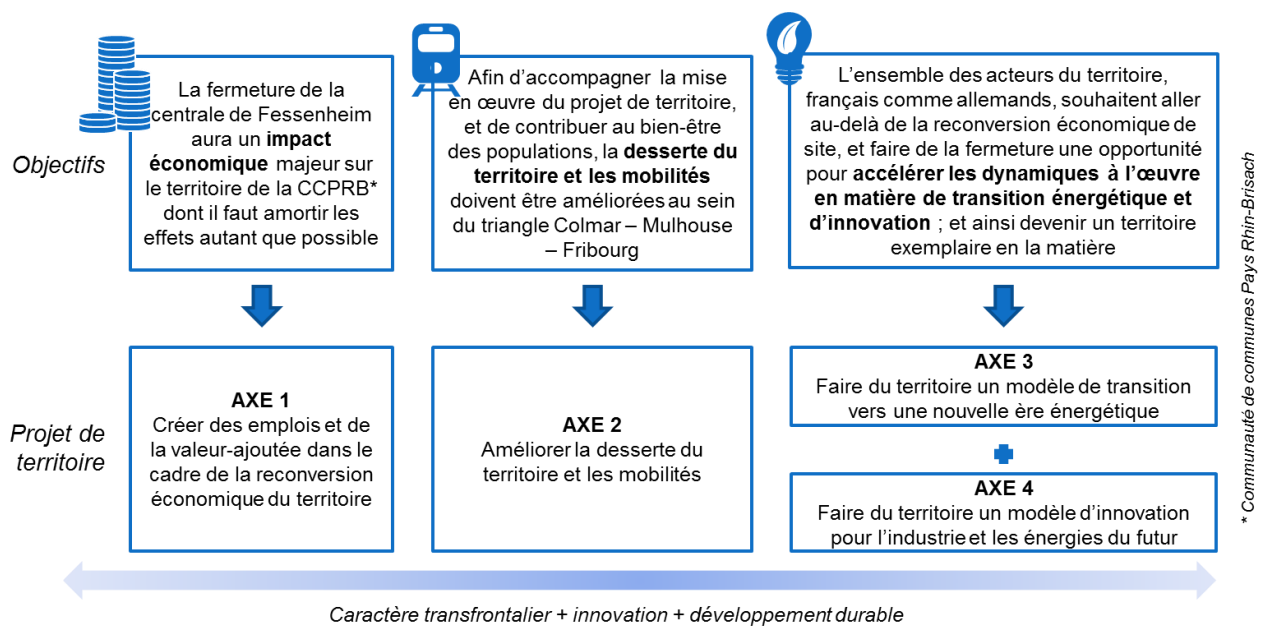 Objectifs
La fermeture de la
centrale de Fessenheim
aura un impact
économique majeur sur
le territoire de la CCPRB*
dont il faut amortir les
effets autant que possible
Afin d’accompagner la mise
en œuvre du projet de territoire,
et de contribuer au bien-être
des populations, la desserte du
territoire et les mobilités
doivent être améliorées au sein
du triangle Colmar – Mulhouse
– Fribourg
L’ensemble des acteurs du territoire,
français comme allemands, souhaitent aller
au-delà de la reconversion économique de
site, et faire de la fermeture une opportunité
pour accélérer les dynamiques à l’œuvre
en matière de transition énergétique et
d’innovation ; et ainsi devenir un territoire
exemplaire en la matière
Projet de
territoire
AXE 1
Créer des emplois et de
la valeur-ajoutée dans le
cadre de la reconversion
économique du territoire
AXE 2
Améliorer la desserte du
territoire et les mobilités
AXE 3
Faire du territoire un modèle de transition
vers une nouvelle ère énergétique
AXE 4
Faire du territoire un modèle d’innovation
pour l’industrie et les énergies du futur
* Communauté de communes Pays Rhin-Brisach
Caractère transfrontalier + innovation + développement durable